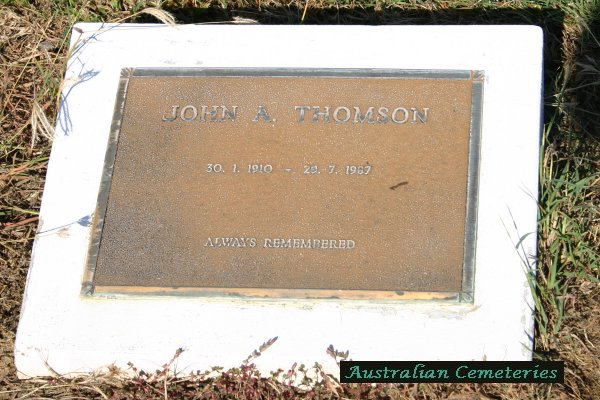 JOHN A. THOMSON
30. 1. 1910 - 29. 7. 1987
ALWAYS REMEMBERED
Australian Cemeteries